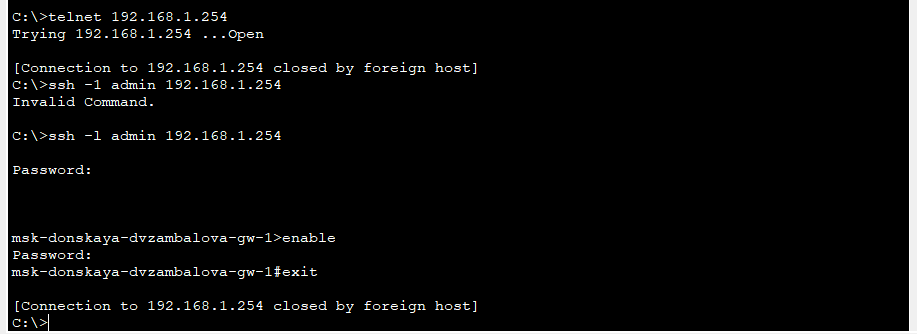 C:\>telnet 192.168.1.254
Trying 192.168.1.254 ...Open
[Connection to 192.168.1.254 closed by foreign host]
C:\>ssh -1 admin 192.168.1.254
Invalid Command.
C:\>ssh -l admin 192.168.1.254
Password:
msk-donskaya-dvzambalova-gw-1>enable
Password:
msk-donskaya-dvzambalova-gw-1#exit
[Connection to 192.168.1.254 closed by foreign host]
C:\>